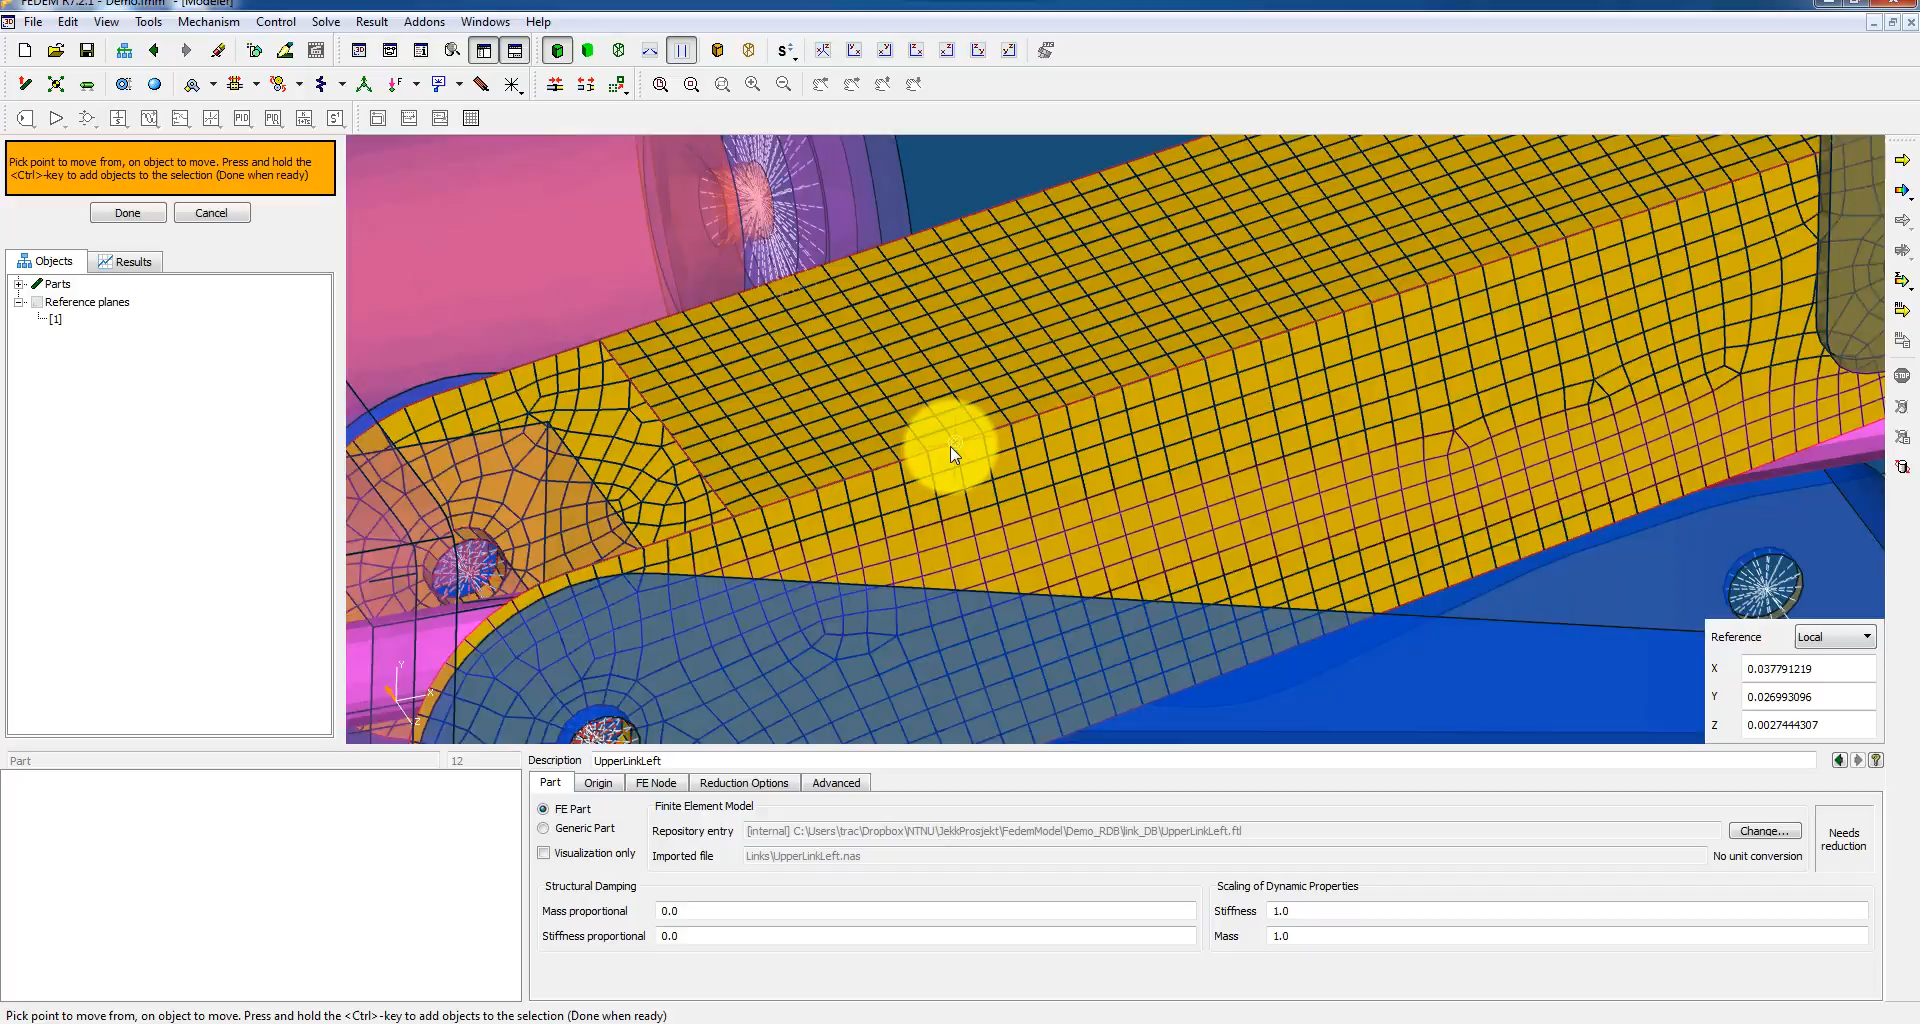 FEDEM R7.2.1 - Demo.fmm - [Modeler]
File Edit View Tools Mechanism Control Solve Result Addons Windows Help
Pick point to move from, on object to move. Press and hold the
<Ctrl>-key to add objects to the selection (Done when ready)
Done Cancel
Objects Results
Parts
Reference planes
[1]
Y
X
Z
Reference Local
X 0.037791219
Y 0.026993096
Z 0.0027444307
Part 12
Description UpperLinkLeft
Part Origin FE Node Reduction Options Advanced
FE Part
Generic Part
Visualization only
Finite Element Model
Repository entry [internal] C:\Users\trac\Dropbox\NTNU\JekkProsjekt\FedemModel\Demo_RDB\link_DB\UpperLinkLeft.ftl Change...
Imported file Links\UpperLinkLeft.nas No unit conversion
Needs
reduction
Structural Damping
Mass proportional 0.0
Stiffness proportional 0.0
Scaling of Dynamic Properties
Stiffness 1.0
Mass 1.0
Pick point to move from, on object to move. Press and hold the <Ctrl>-key to add objects to the selection (Done when ready)